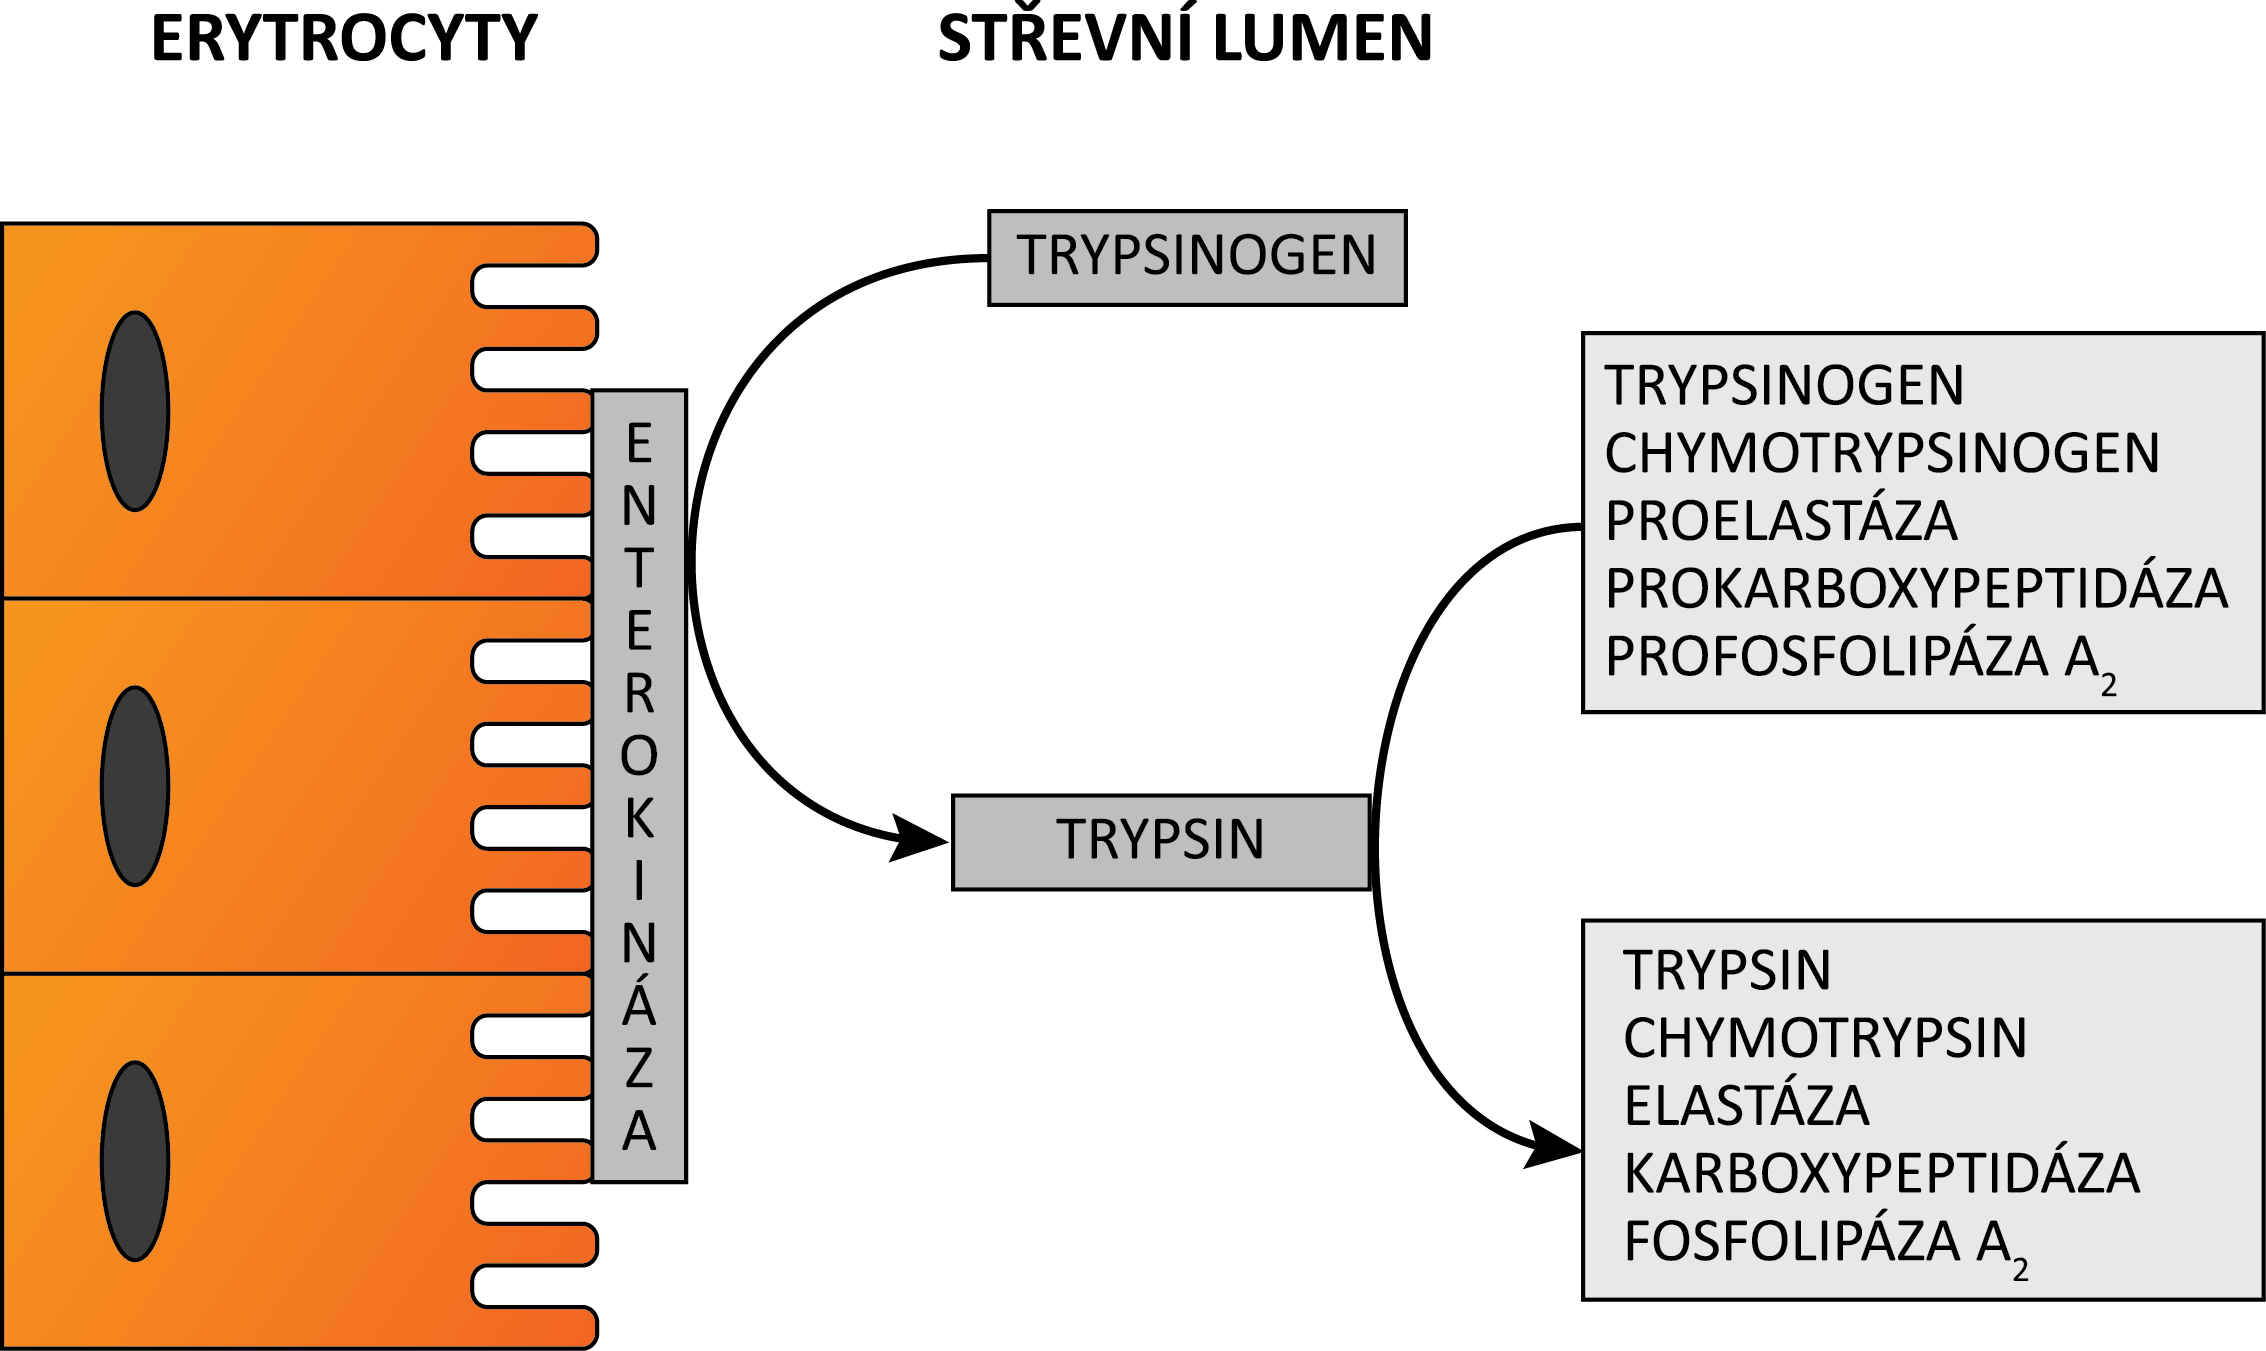 ERYTROCYTY
STŘEVNÍ LUMEN
ENTEROKINÁZA
TRYPSINOGEN
TRYPSIN
TRYPSINOGEN
CHYMOTRYPSINOGEN
PROELASTÁZA
PROKARBOXYPEPTIDÁZA
PROFOSFOLIPÁZA A₂
TRYPSIN
CHYMOTRYPSIN
ELASTÁZA
KARBOXYPEPTIDÁZA
FOSFOLIPÁZA A₂